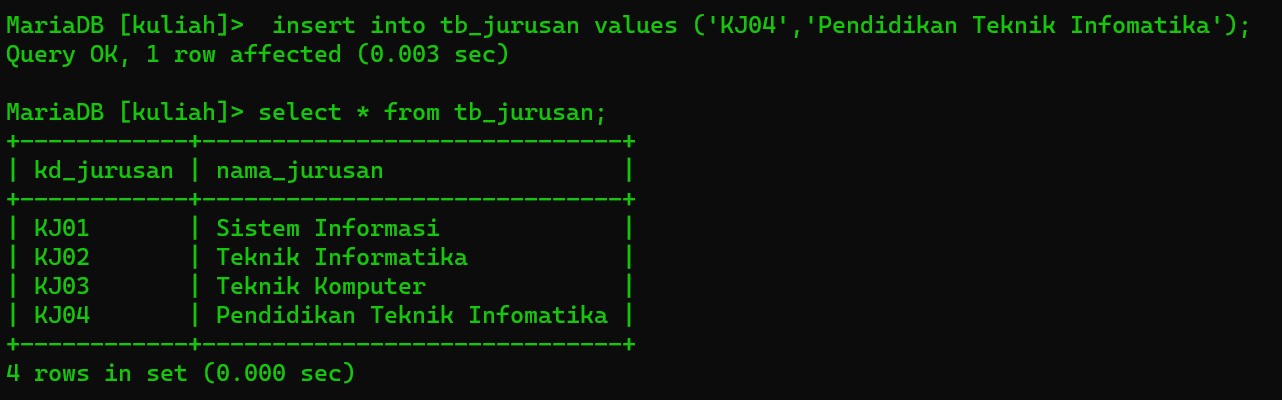 MariaDB [kuliah]>  insert into tb_jurusan values ('KJ04','Pendidikan Teknik Infomatika');
Query OK, 1 row affected (0.003 sec)

MariaDB [kuliah]> select * from tb_jurusan;
+------------+------------------------------+
| kd_jurusan | nama_jurusan                 |
+------------+------------------------------+
| KJ01       | Sistem Informasi             |
| KJ02       | Teknik Informatika           |
| KJ03       | Teknik Komputer              |
| KJ04       | Pendidikan Teknik Infomatika |
+------------+------------------------------+
4 rows in set (0.000 sec)